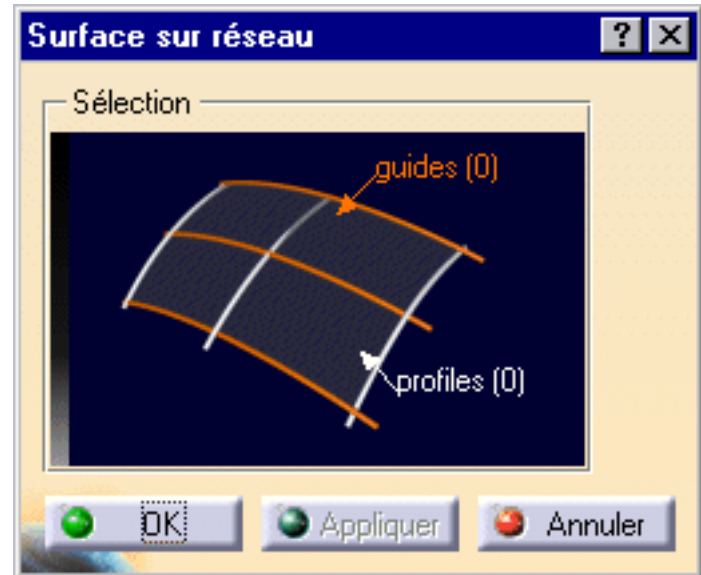 Surface sur réseau
Sélection
guides (0)
profiles (0)
OK
Appliquer
Annuler